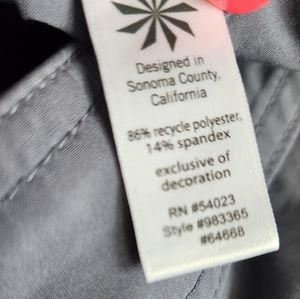 Designed in
Sonoma County,
California
86% recycle polyester,
14% spandex
exclusive of
decoration
RN #54023
Style #983365
#64668